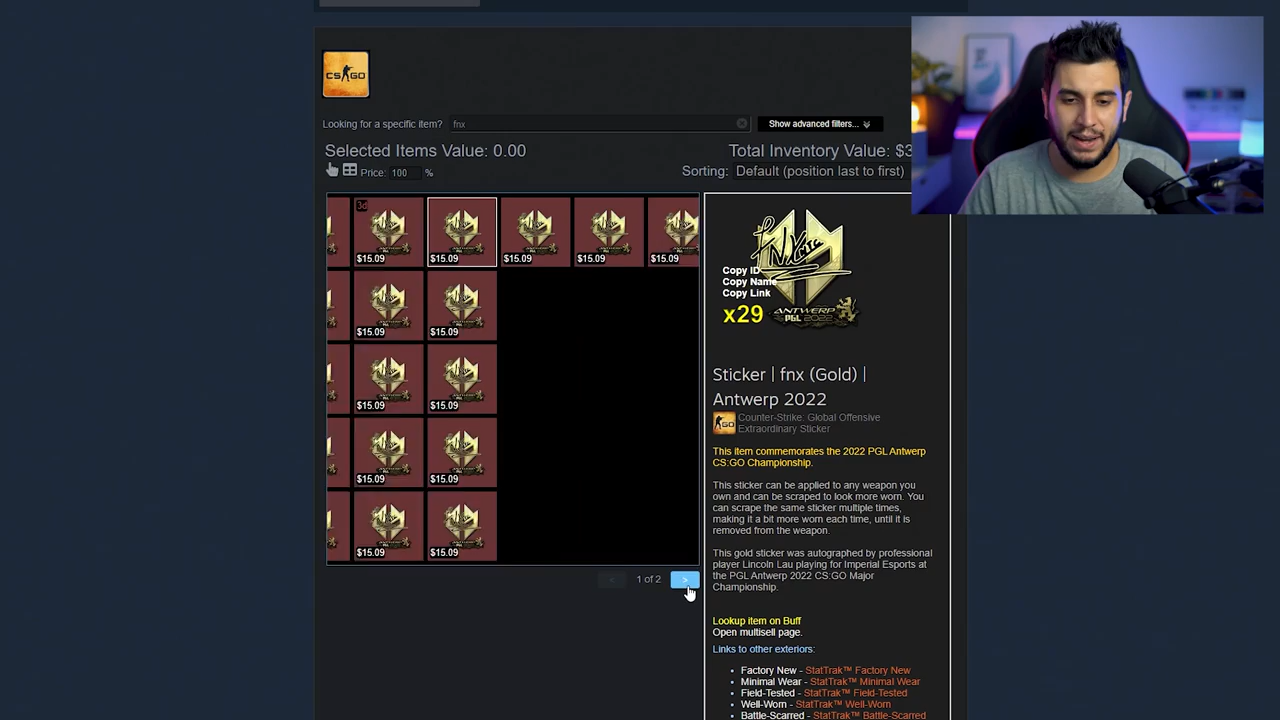 CS GO
Looking for a specific item? fnx Show advanced filters...
Selected Items Value: 0.00 Total Inventory Value: $3
Price: 100 % Sorting: Default (position last to first)
3d
$15.09 $15.09 $15.09 $15.09 $15.09
$15.09 $15.09
$15.09 $15.09
$15.09 $15.09
$15.09 $15.09
< 1 of 2 >
Copy ID
Copy Name
Copy Link
x29
ANTWERP
PGL 2022
Sticker | fnx (Gold) |
Antwerp 2022
Counter-Strike: Global Offensive
Extraordinary Sticker
This item commemorates the 2022 PGL Antwerp
CS:GO Championship.
This sticker can be applied to any weapon you
own and can be scraped to look more worn. You
can scrape the same sticker multiple times,
making it a bit more worn each time, until it is
removed from the weapon.
This gold sticker was autographed by professional
player Lincoln Lau playing for Imperial Esports at
the PGL Antwerp 2022 CS:GO Major
Championship.
Lookup item on Buff
Open multisell page.
Links to other exteriors:
Factory New - StatTrak™ Factory New
Minimal Wear - StatTrak™ Minimal Wear
Field-Tested - StatTrak™ Field-Tested
Well-Worn - StatTrak™ Well-Worn
Battle-Scarred - StatTrak™ Battle-Scarred